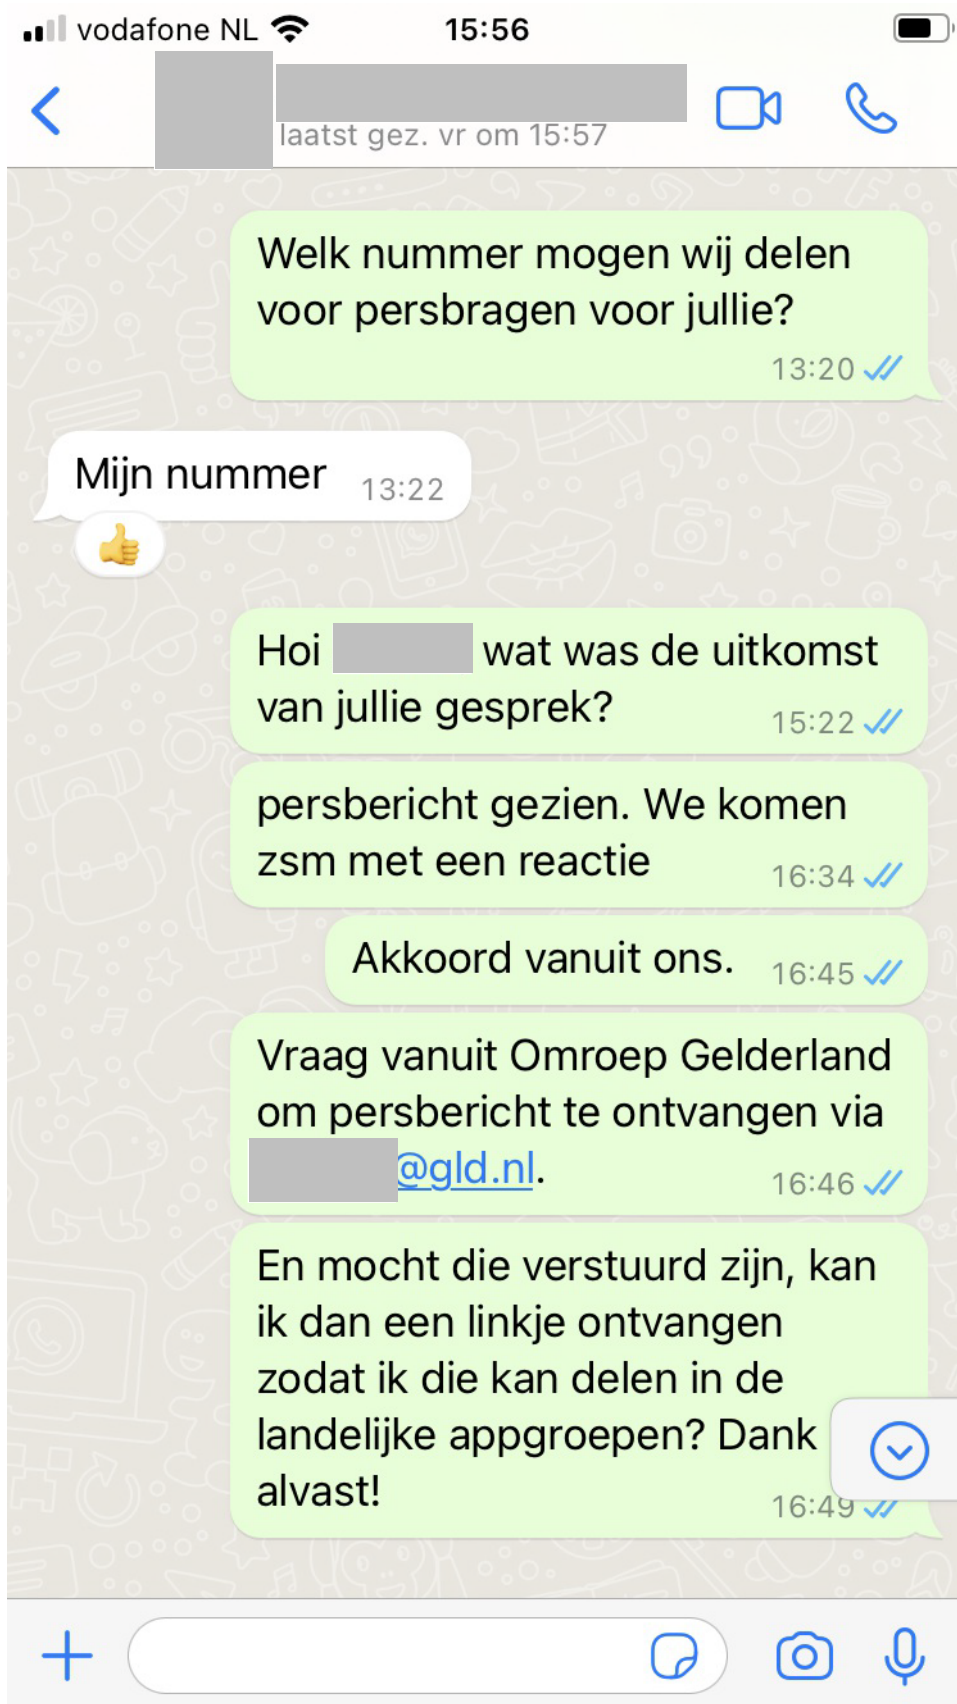 vodafone NL 15:56
laatst gez. vr om 15:57
Welk nummer mogen wij delen
voor persbragen voor jullie?
13:20
Mijn nummer 13:22
👍
Hoi wat was de uitkomst
van jullie gesprek? 15:22
persbericht gezien. We komen
zsm met een reactie 16:34
Akkoord vanuit ons. 16:45
Vraag vanuit Omroep Gelderland
om persbericht te ontvangen via
@gld.nl. 16:46
En mocht die verstuurd zijn, kan
ik dan een linkje ontvangen
zodat ik die kan delen in de
landelijke appgroepen? Dank
alvast! 16:49